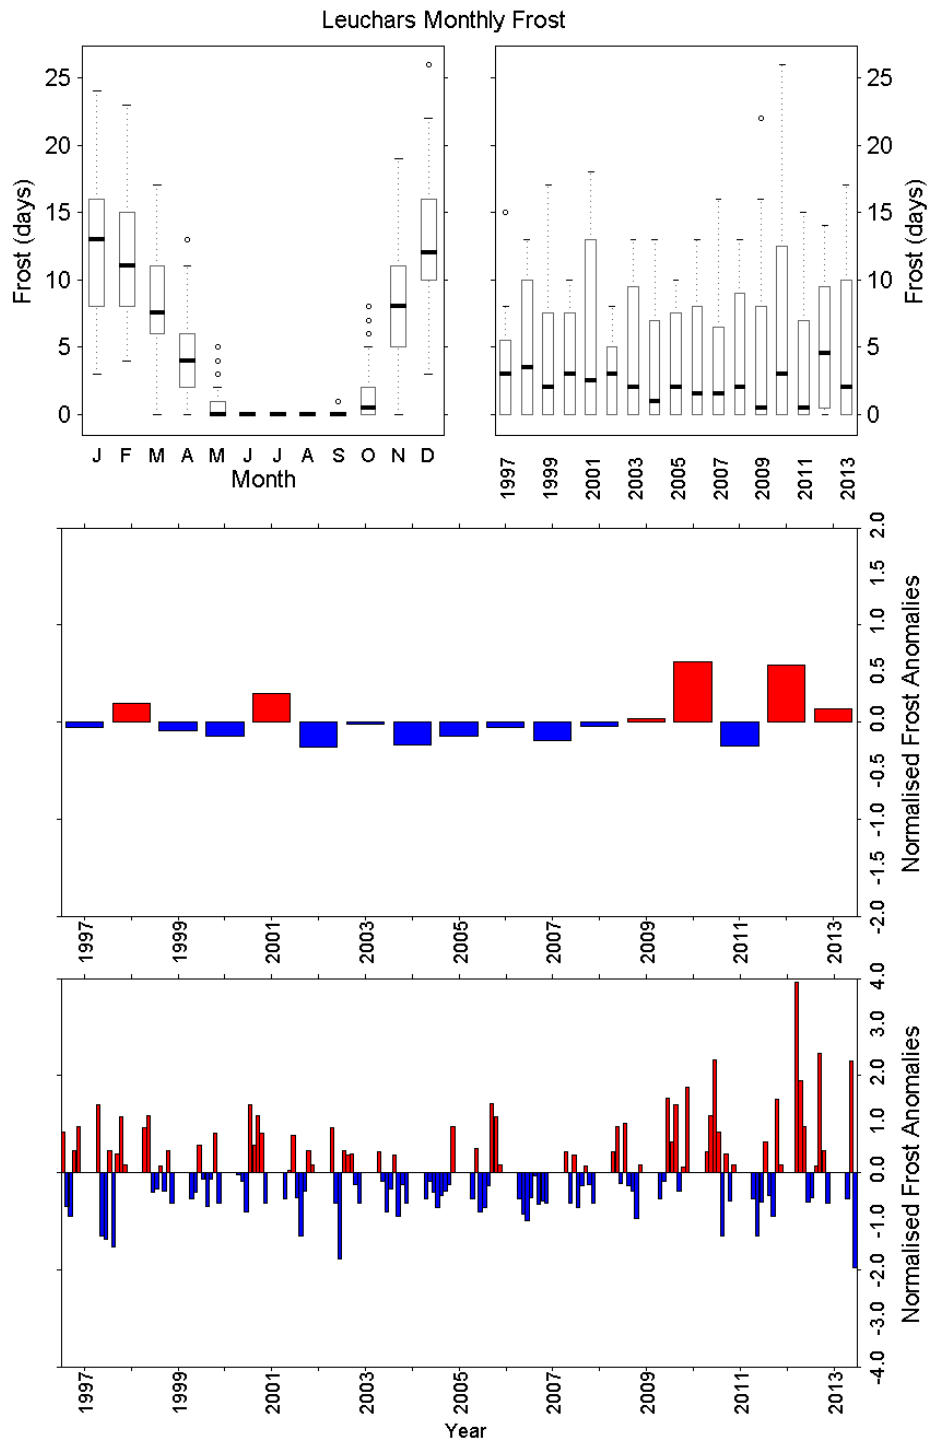 Leuchars Monthly Frost
Frost (days)
25
20
15
10
5
0
J F M A M J J A S O N D
Month
25
20
15
10
5
0
Frost (days)
1997 1999 2001 2003 2005 2007 2009 2011 2013
2.0
1.5
1.0
0.5
0.0
-0.5
-1.0
-1.5
-2.0
Normalised Frost Anomalies
1997 1999 2001 2003 2005 2007 2009 2011 2013
4.0
3.0
2.0
1.0
0.0
-1.0
-2.0
-3.0
-4.0
Normalised Frost Anomalies
1997 1999 2001 2003 2005 2007 2009 2011 2013
Year